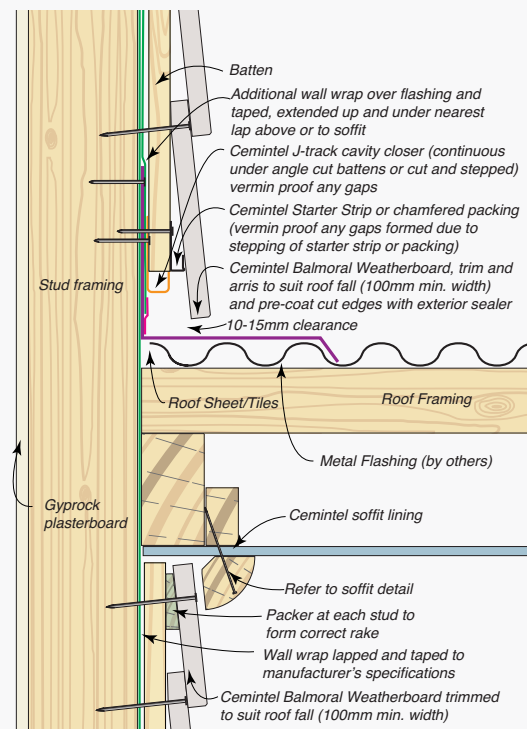 Batten
Additional wall wrap over flashing and
taped, extended up and under nearest
lap above or to soffit
Cemintel J-track cavity closer (continuous
under angle cut battens or cut and stepped)
vermin proof any gaps
Cemintel Starter Strip or chamfered packing
(vermin proof any gaps formed due to
stepping of starter strip or packing)
Stud framing
Cemintel Balmoral Weatherboard, trim and
arris to suit roof fall (100mm min. width)
and pre-coat cut edges with exterior sealer
10-15mm clearance
Roof Sheet/Tiles
Roof Framing
Metal Flashing (by others)
Gyprock
plasterboard
Cemintel soffit lining
Refer to soffit detail
Packer at each stud to
form correct rake
Wall wrap lapped and taped to
manufacturer's specifications
Cemintel Balmoral Weatherboard trimmed
to suit roof fall (100mm min. width)